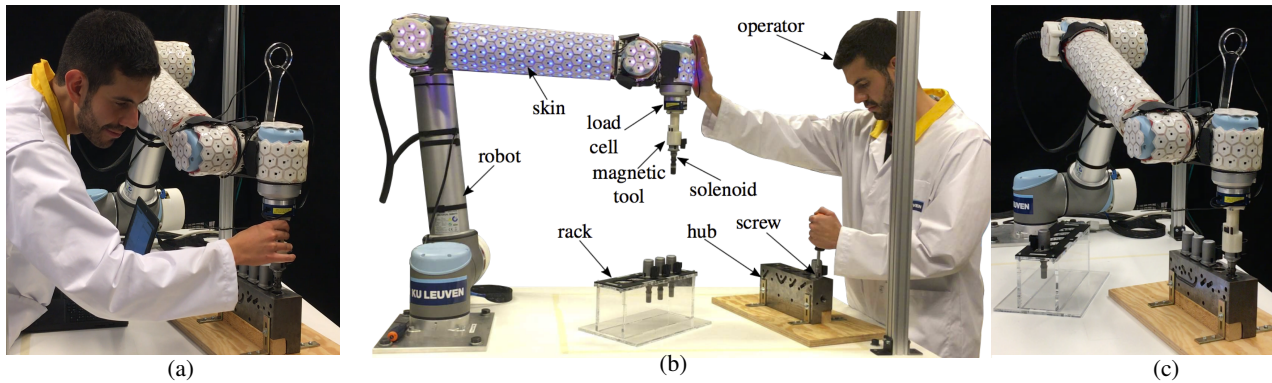 operator
skin
load
cell
robot
magnetic
tool
solenoid
rack
hub
screw
KU LEUVEN
LEUVEN
(a)
(b)
(c)